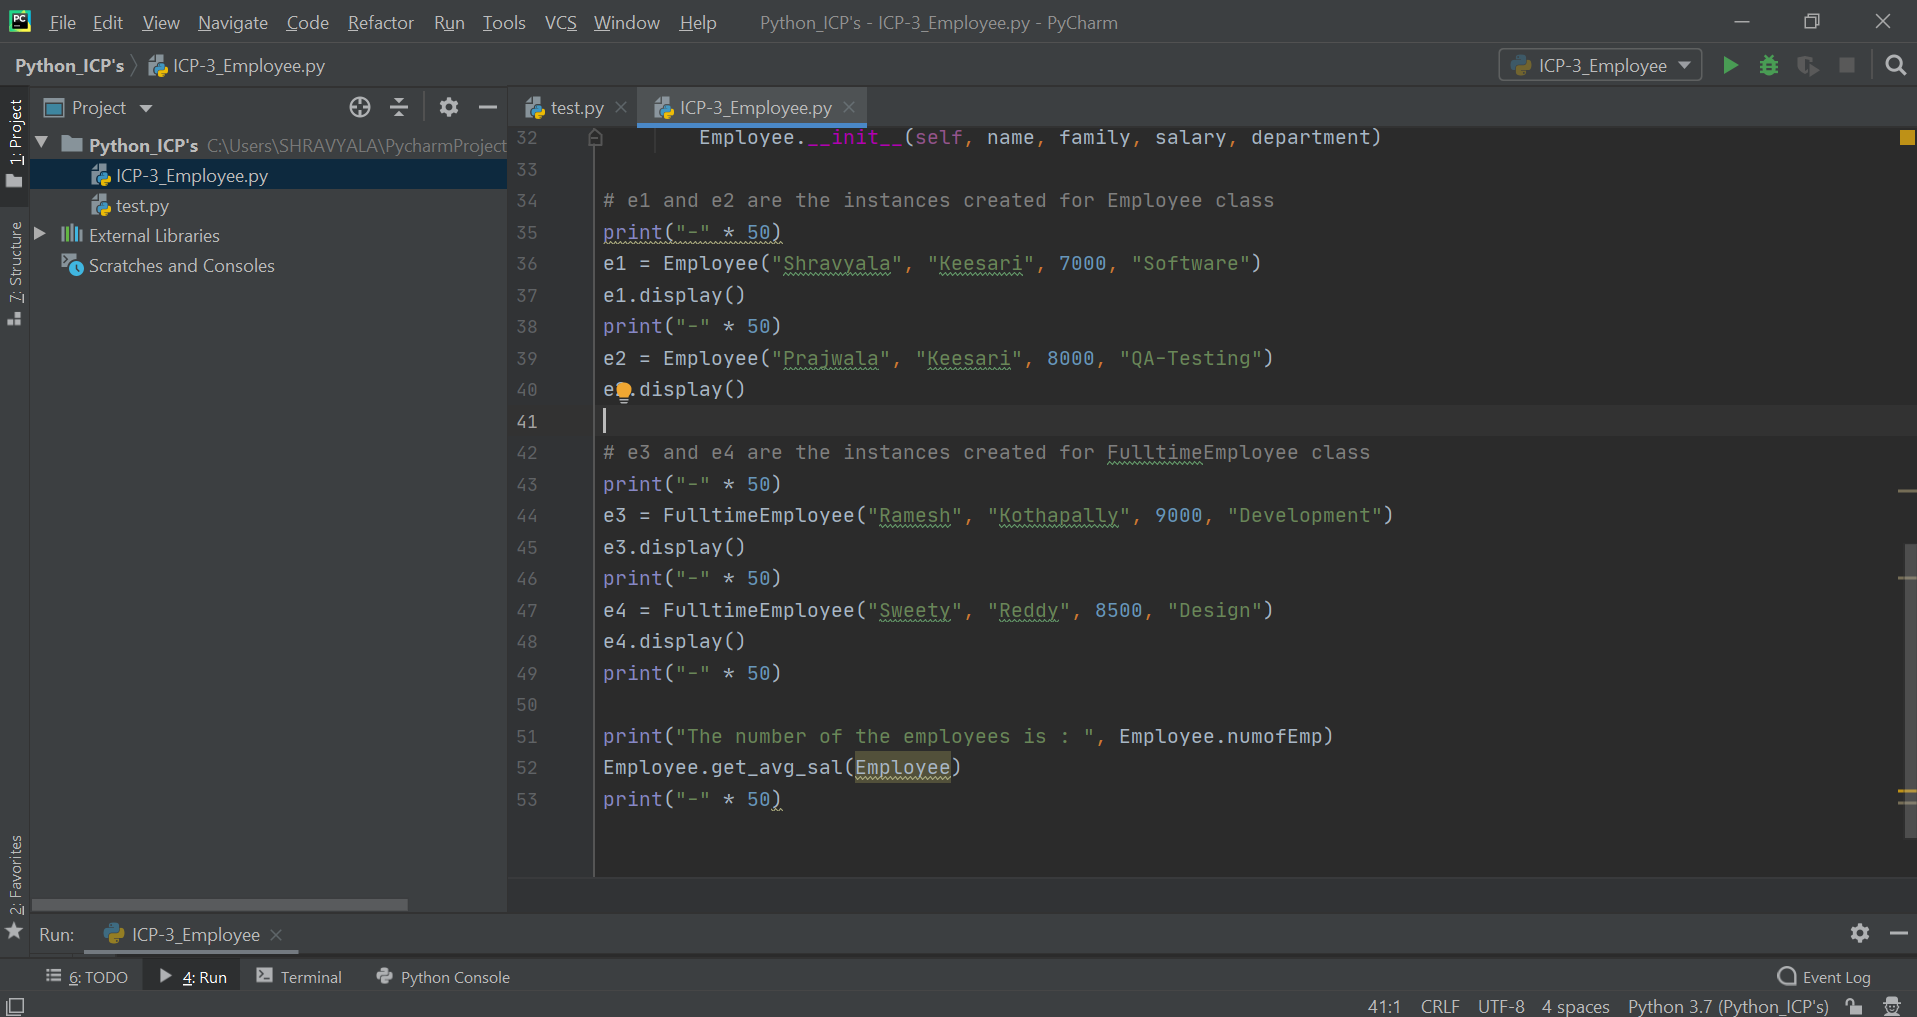 PC File Edit View Navigate Code Refactor Run Tools VCS Window Help Python_ICP's - ICP-3_Employee.py - PyCharm
Python_ICP's ICP-3_Employee.py ICP-3_Employee
1: Project
7: Structure
2: Favorites
Project
Python_ICP's C:\Users\SHRAVYALA\PycharmProject
ICP-3_Employee.py
test.py
External Libraries
Scratches and Consoles
test.py ICP-3_Employee.py
32 Employee.__init__(self, name, family, salary, department)
33
34 # e1 and e2 are the instances created for Employee class
35 print("-" * 50)
36 e1 = Employee("Shravyala", "Keesari", 7000, "Software")
37 e1.display()
38 print("-" * 50)
39 e2 = Employee("Prajwala", "Keesari", 8000, "QA-Testing")
40 e .display()
41
42 # e3 and e4 are the instances created for FulltimeEmployee class
43 print("-" * 50)
44 e3 = FulltimeEmployee("Ramesh", "Kothapally", 9000, "Development")
45 e3.display()
46 print("-" * 50)
47 e4 = FulltimeEmployee("Sweety", "Reddy", 8500, "Design")
48 e4.display()
49 print("-" * 50)
50
51 print("The number of the employees is : ", Employee.numofEmp)
52 Employee.get_avg_sal(Employee)
53 print("-" * 50)
Run: ICP-3_Employee
6: TODO 4: Run Terminal Python Console Event Log
41:1 CRLF UTF-8 4 spaces Python 3.7 (Python_ICP's)